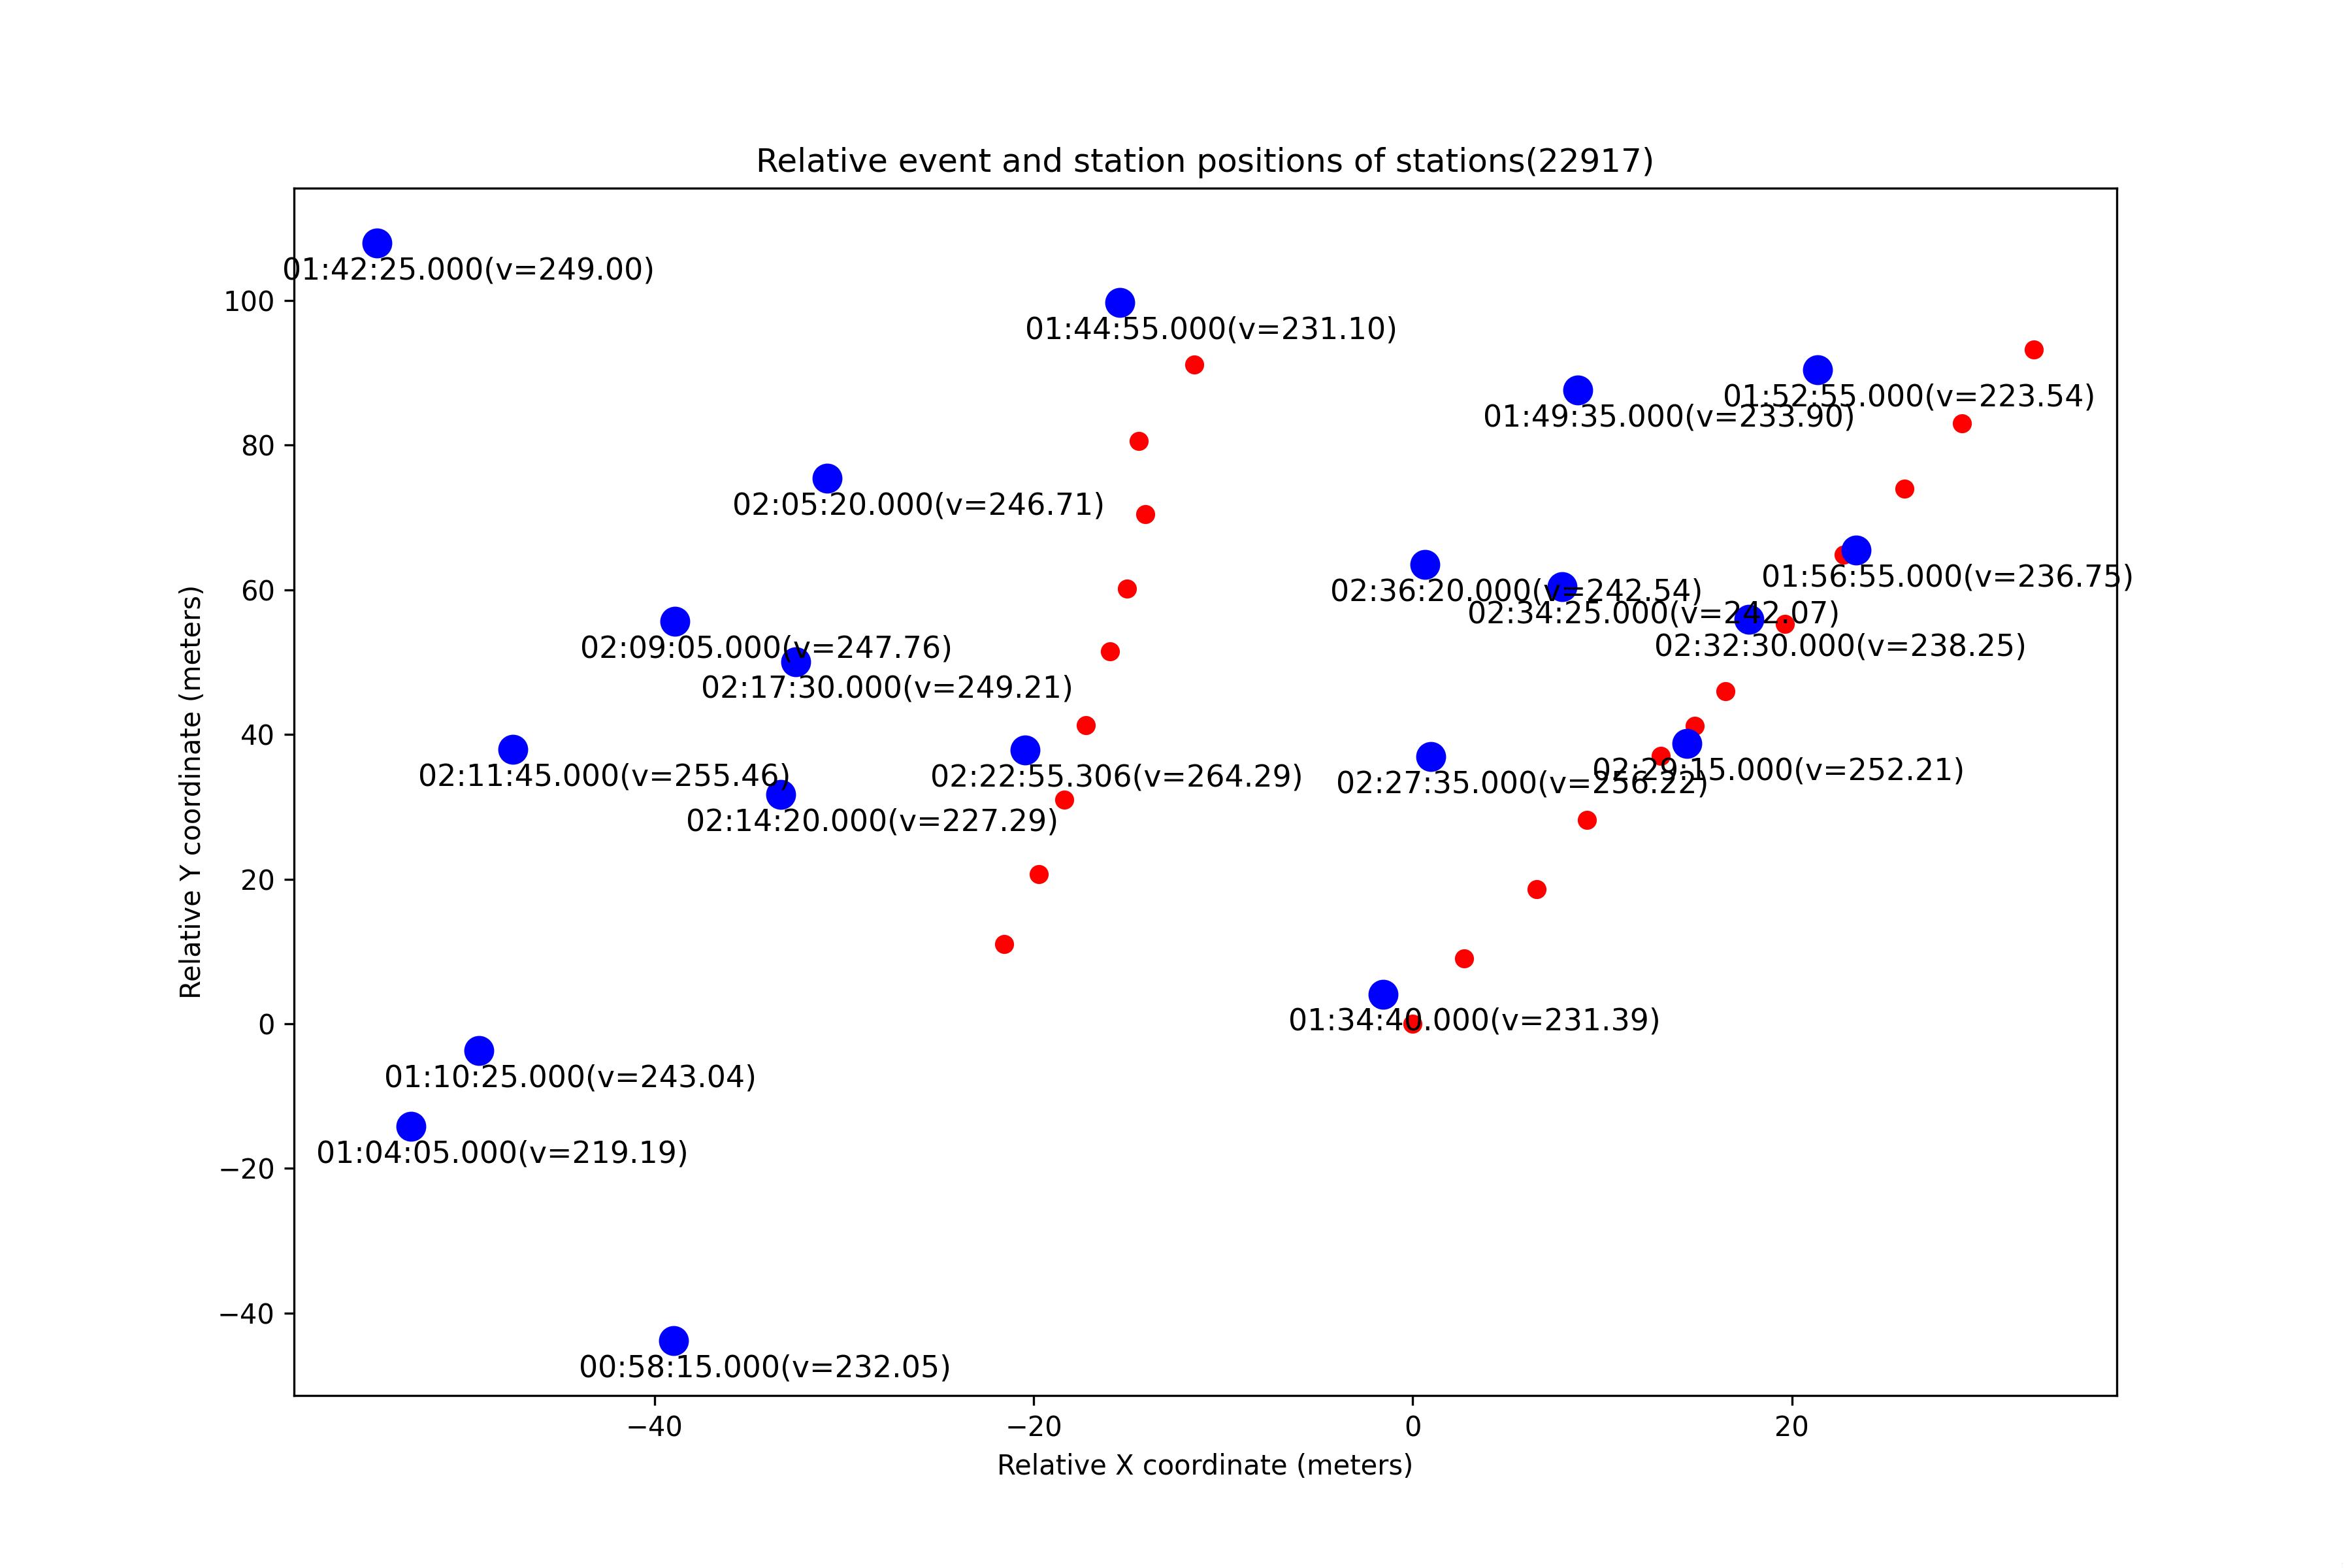 Relative event and station positions of stations(22917)
01:42:25.000(v=249.00)
100
01:44:55.000(v=231.10)
01:52:55.000(v=223.54)
01:49:35.000(v=233.90)
80
02:05:20.000(v=246.71)
01:56:55.000(v=236.75)
60
02:36:20.000(v=242.54)
02:34:25.000(v=242.07)
02:09:05.000(v=247.76)
02:32:30.000(v=238.25)
02:17:30.000(v=249.21)
40
02:29:15.000(v=252.21)
02:11:45.000(v=255.46)
02:22:55.306(v=264.29)
02:27:35.000(v=256.22)
02:14:20.000(v=227.29)
20
0
01:34:40.000(v=231.39)
01:10:25.000(v=243.04)
01:04:05.000(v=219.19)
−20
−40
00:58:15.000(v=232.05)
Relative Y coordinate (meters)
−40 −20 0 20
Relative X coordinate (meters)